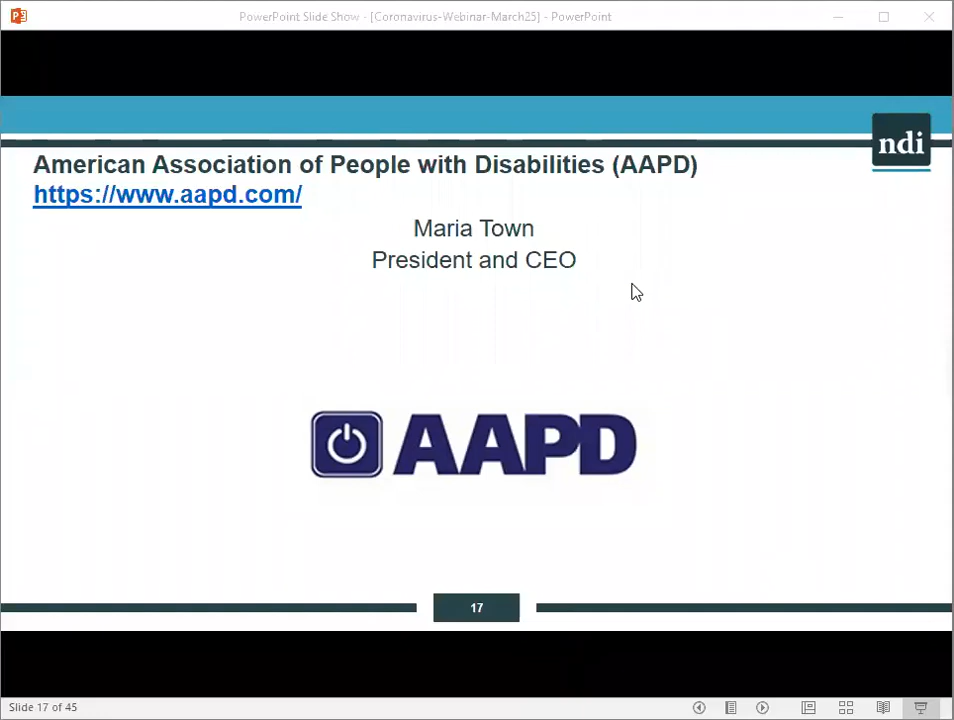 PowerPoint Slide Show - [Coronavirus-Webinar-March25] - PowerPoint
ndi
American Association of People with Disabilities (AAPD)
https://www.aapd.com/
Maria Town
President and CEO
AAPD
17
Slide 17 of 45